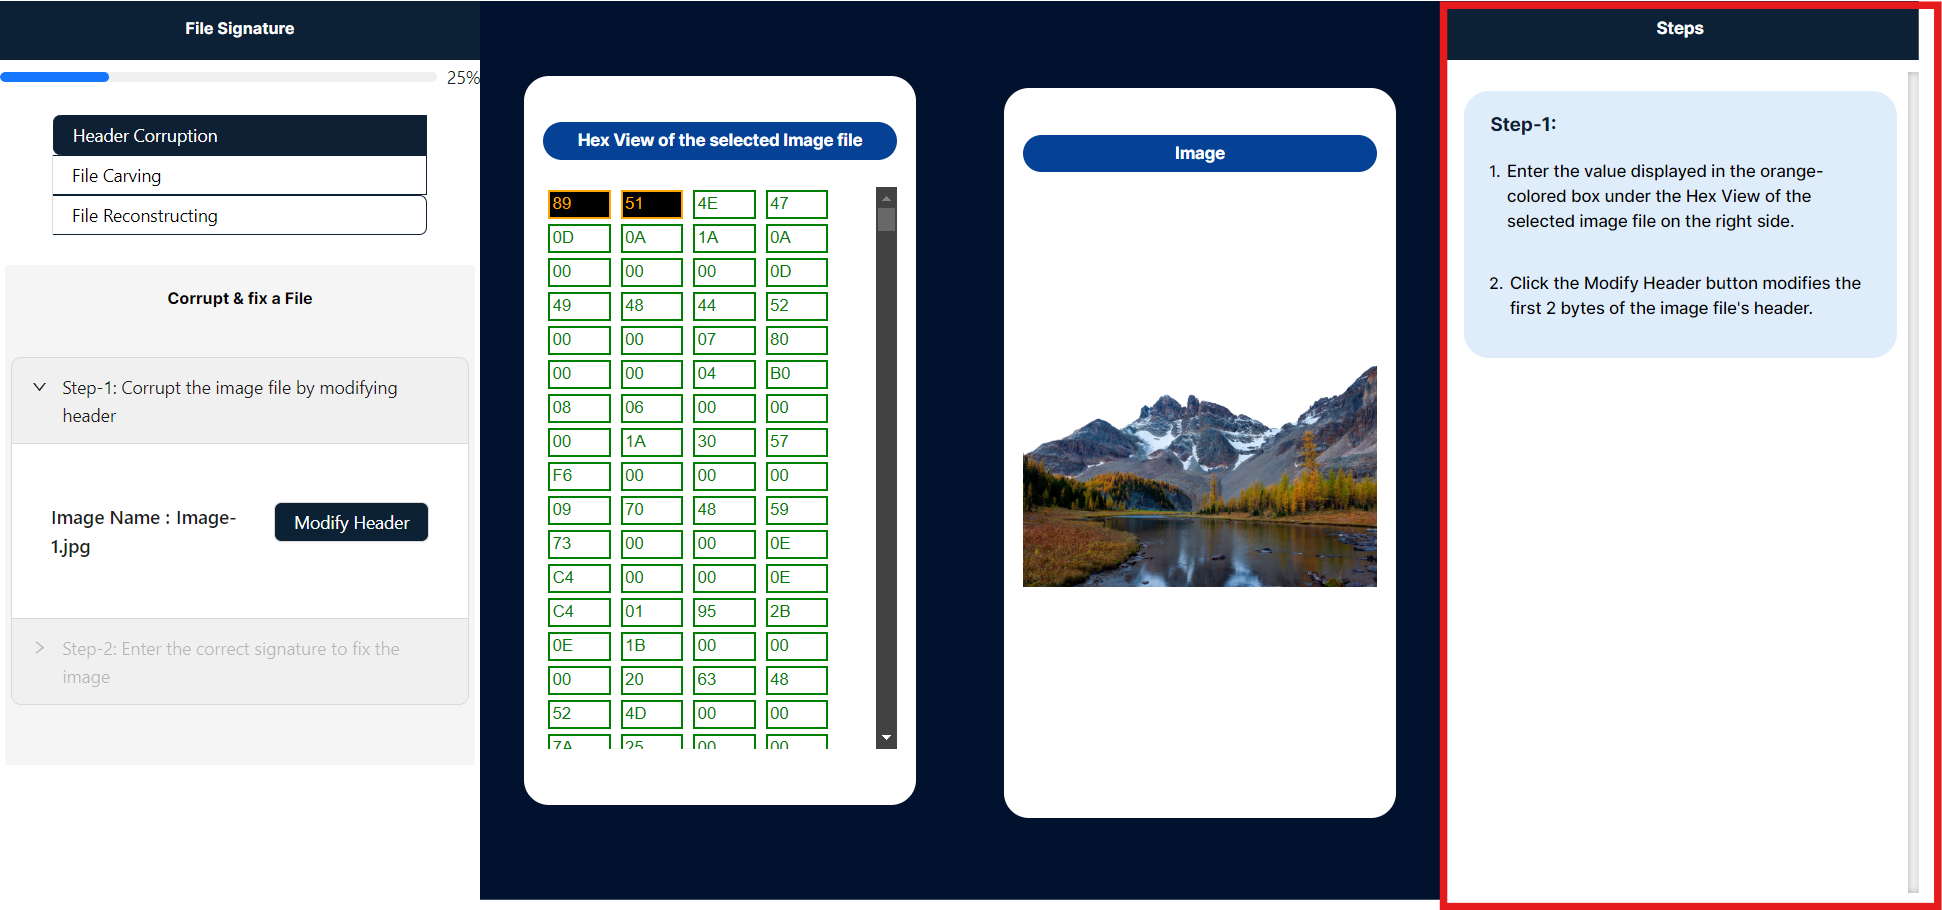 File Signature
25%
Header Corruption
File Carving
File Reconstructing
Corrupt & fix a File
Step-1: Corrupt the image file by modifying
header
Image Name : Image-
1.jpg
Modify Header
Step-2: Enter the correct signature to fix the
image
Hex View of the selected Image file
89 51 4E 47
0D 0A 1A 0A
00 00 00 0D
49 48 44 52
00 00 07 80
00 00 04 B0
08 06 00 00
00 1A 30 57
F6 00 00 00
09 70 48 59
73 00 00 0E
C4 00 00 0E
C4 01 95 2B
0E 1B 00 00
00 20 63 48
52 4D 00 00
7A 25 00 00
Image
Steps
Step-1:
1. Enter the value displayed in the orange-
colored box under the Hex View of the
selected image file on the right side.
2. Click the Modify Header button modifies the
first 2 bytes of the image file's header.